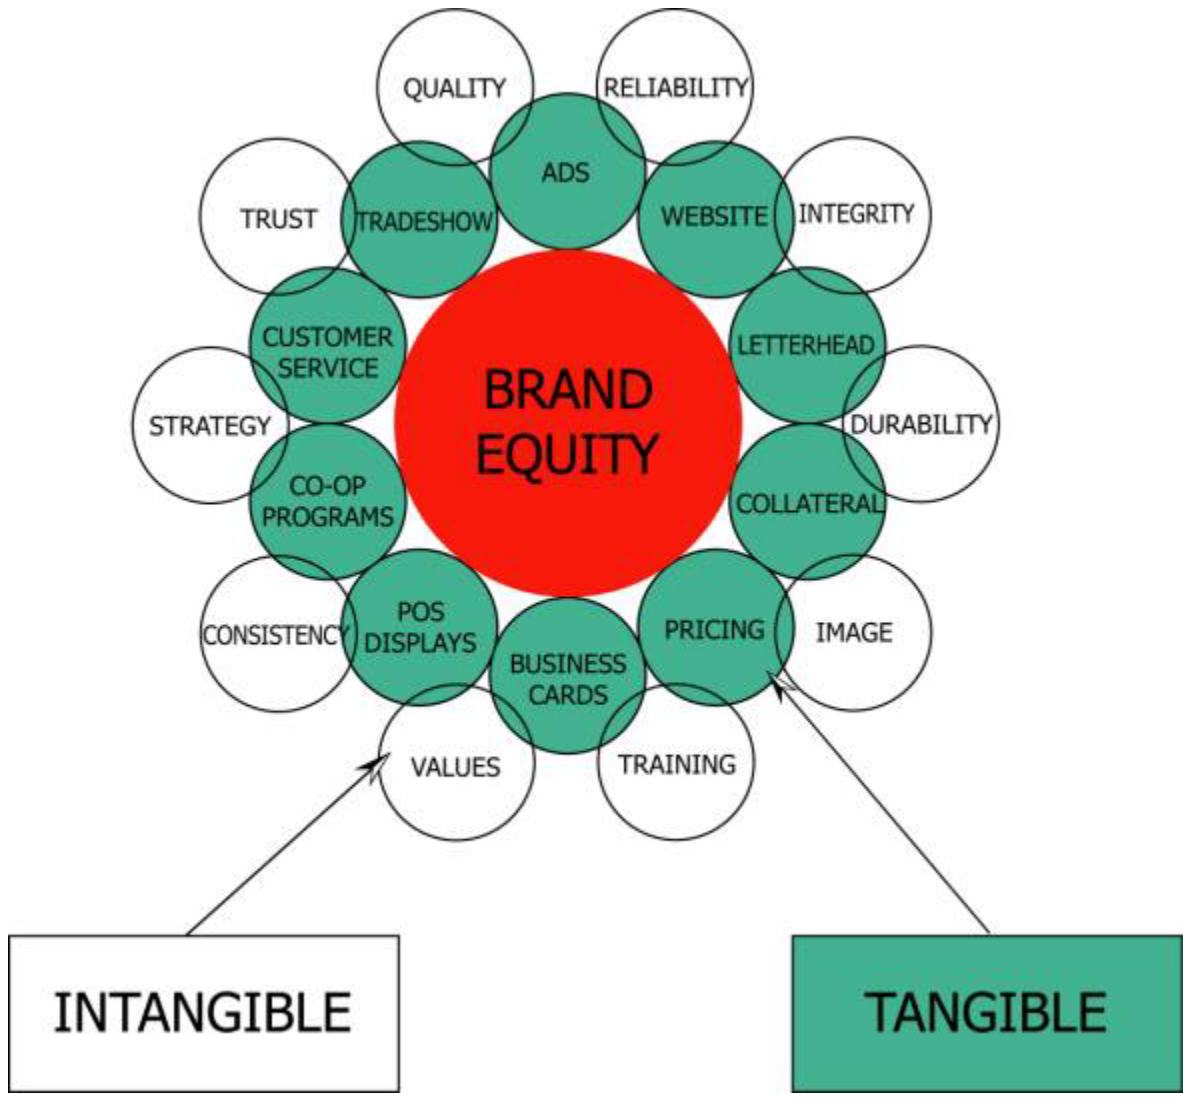 QUALITY
RELIABILITY
ADS
TRUST
TRADESHOW
WEBSITE
INTEGRITY
CUSTOMER
SERVICE
LETTERHEAD
BRAND
EQUITY
STRATEGY
DURABILITY
CO-OP
PROGRAMS
COLLATERAL
CONSISTENCY
POS
DISPLAYS
BUSINESS
CARDS
PRICING
IMAGE
VALUES
TRAINING
INTANGIBLE
TANGIBLE